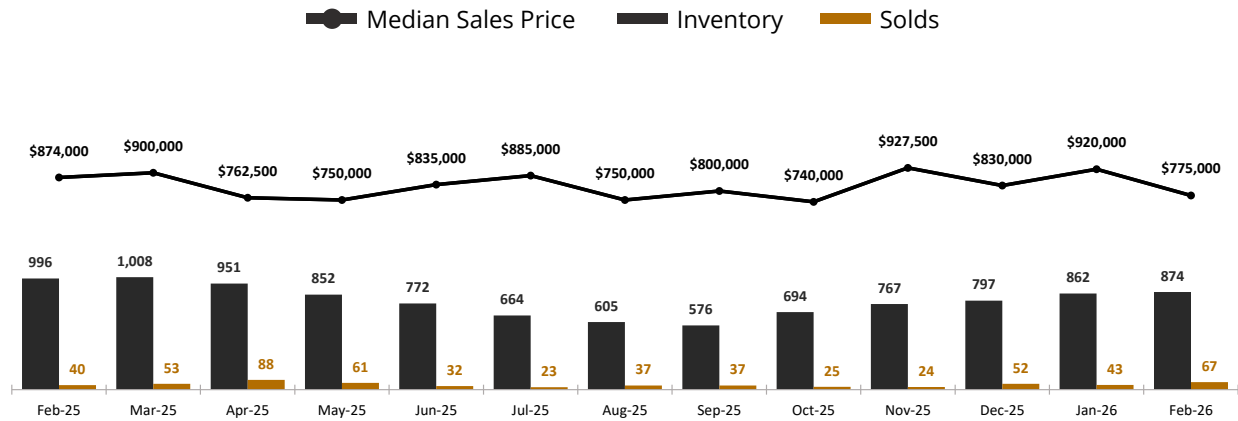 Median Sales Price Inventory Solds
$874,000 $900,000 $762,500 $750,000 $835,000 $885,000 $750,000 $800,000 $740,000 $927,500 $830,000 $920,000 $775,000
996 1,008 951 852 772 664 605 576 694 767 797 862 874
40 53 88 61 32 23 37 37 25 24 52 43 67
Feb-25 Mar-25 Apr-25 May-25 Jun-25 Jul-25 Aug-25 Sep-25 Oct-25 Nov-25 Dec-25 Jan-26 Feb-26